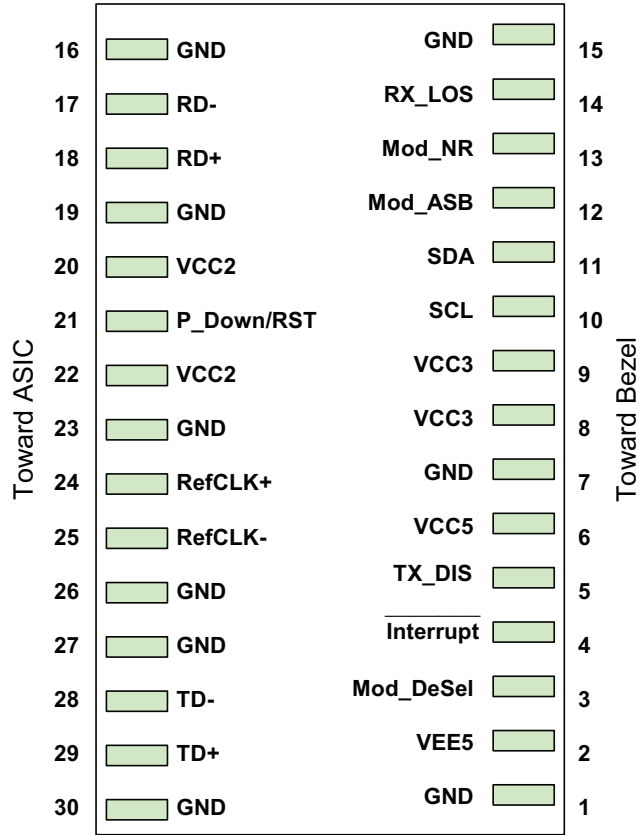 16 GND GND 15
17 RD- RX_LOS 14
18 RD+ Mod_NR 13
19 GND Mod_ASB 12
20 VCC2 SDA 11
21 P_Down/RST SCL 10
22 VCC2 VCC3 9
23 GND VCC3 8
24 RefCLK+ GND 7
25 RefCLK- VCC5 6
26 GND TX_DIS 5
27 GND Interrupt 4
28 TD- Mod_DeSel 3
29 TD+ VEE5 2
30 GND GND 1
Toward ASIC
Toward Bezel